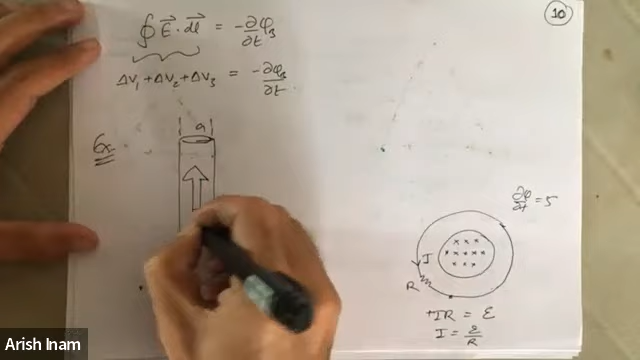 10
∮ E⃗ · dl⃗ = -∂φ_B/∂t
ΔV₁ + ΔV₂ + ΔV₃ = -∂φ_B/∂t
Ex.
a
∂φ/∂t = 5
I
R
+IR = ε
I = ε/R
Arish Inam